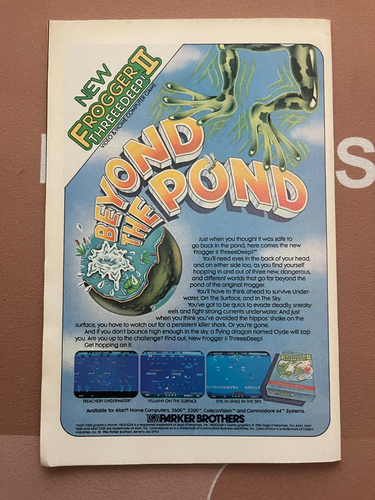 NEW
FROGGER II
THREEEDEEP!™
VIDEO & HOME COMPUTER GAME
BEYOND
THE POND
S
Just when you thought it was safe to
go back in the pond, here comes the new
Frogger II ThreeeDeep!™
You'll need eyes in the back of your head,
and on either side too, as you find yourself
hopping in and out of three new, dangerous,
and different worlds that go far beyond the
pond of the original Frogger.
You'll have to think ahead to survive Under-
water, On The Surface, and In The Sky.
You've got to be quick to evade deadly, sneaky
eels and fight strong currents underwater. And just
when you think you've avoided the hippos' shake on the
surface, you have to watch out for a persistent killer shark. Or you're gone.
And if you don't bounce high enough in the sky, a flying dragon named Clyde will zap
you. Are you up to the challenge? Find out. New Frogger II ThreeeDeep!
Get hopping on it.
TREACHERY UNDERWATER.
VILLAINY ON THE SURFACE.
EVIL HI-JINKS IN THE SKY.
Available for Atari® Home Computers, 2600™, 5200™, ColecoVision™ and Commodore 64™ Systems.
PARKER BROTHERS